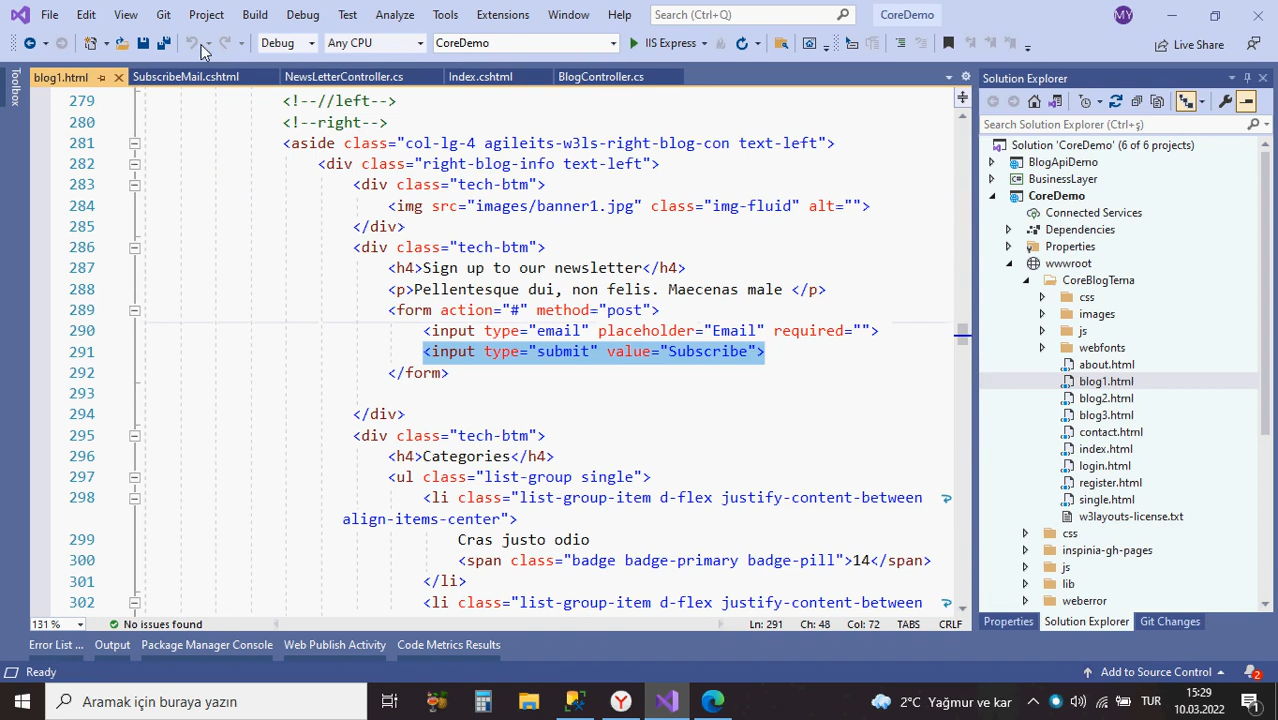 File Edit View Git Project Build Debug Test Analyze Tools Extensions Window Help Search (Ctrl+Q) CoreDemo MY
Debug Any CPU CoreDemo IIS Express Live Share
blog1.html SubscribeMail.cshtml NewsLetterController.cs Index.cshtml BlogController.cs
Toolbox
279 <!--//left-->
280 <!--right-->
281 <aside class="col-lg-4 agileits-w3ls-right-blog-con text-left">
282 <div class="right-blog-info text-left">
283 <div class="tech-btm">
284 <img src="images/banner1.jpg" class="img-fluid" alt="">
285 </div>
286 <div class="tech-btm">
287 <h4>Sign up to our newsletter</h4>
288 <p>Pellentesque dui, non felis. Maecenas male </p>
289 <form action="#" method="post">
290 <input type="email" placeholder="Email" required="">
291 <input type="submit" value="Subscribe">
292 </form>
293
294 </div>
295 <div class="tech-btm">
296 <h4>Categories</h4>
297 <ul class="list-group single">
298 <li class="list-group-item d-flex justify-content-between
align-items-center">
299 Cras justo odio
300 <span class="badge badge-primary badge-pill">14</span>
301 </li>
302 <li class="list-group-item d-flex justify-content-between
131 % No issues found Ln: 291 Ch: 48 Col: 72 TABS CRLF
Solution Explorer
Search Solution Explorer (Ctrl+ş)
Solution 'CoreDemo' (6 of 6 projects)
BlogApiDemo
BusinessLayer
CoreDemo
Connected Services
Dependencies
Properties
wwwroot
CoreBlogTema
css
images
js
webfonts
about.html
blog1.html
blog2.html
blog3.html
contact.html
index.html
login.html
register.html
single.html
w3layouts-license.txt
css
inspinia-gh-pages
js
lib
weberror
Properties Solution Explorer Git Changes
Error List ... Output Package Manager Console Web Publish Activity Code Metrics Results
Ready Add to Source Control 2
Aramak için buraya yazın 2°C Yağmur ve kar TUR 15:29
10.03.2022 1